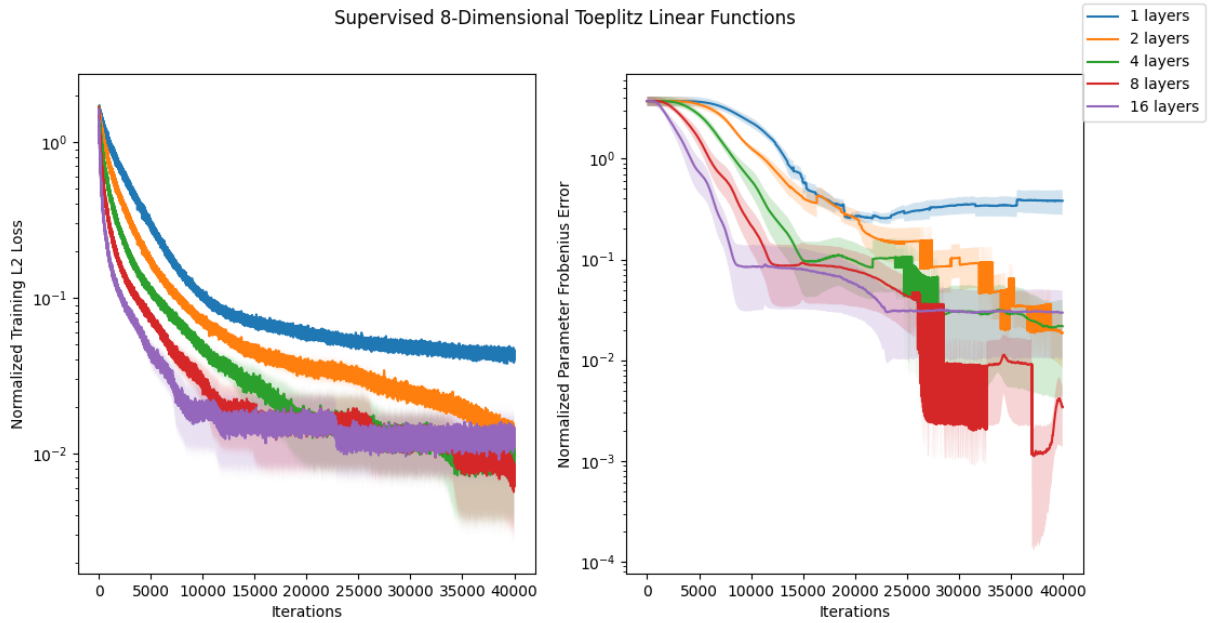 Supervised 8-Dimensional Toeplitz Linear Functions
1 layers
2 layers
4 layers
8 layers
16 layers
Normalized Training L2 Loss
10⁰
10⁻¹
10⁻²
0 5000 10000 15000 20000 25000 30000 35000 40000
Iterations
Normalized Parameter Frobenius Error
10⁰
10⁻¹
10⁻²
10⁻³
10⁻⁴
0 5000 10000 15000 20000 25000 30000 35000 40000
Iterations